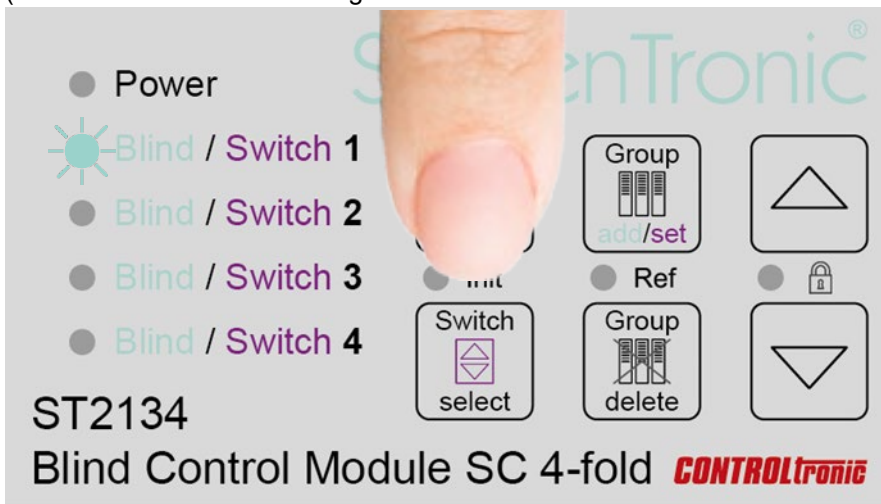 Power
Blind / Switch 1
Blind / Switch 2
Blind / Switch 3
Blind / Switch 4
Group
add/set
Ref
Switch
select
Group
delete
ST2134
Blind Control Module SC 4-fold CONTROLtronic